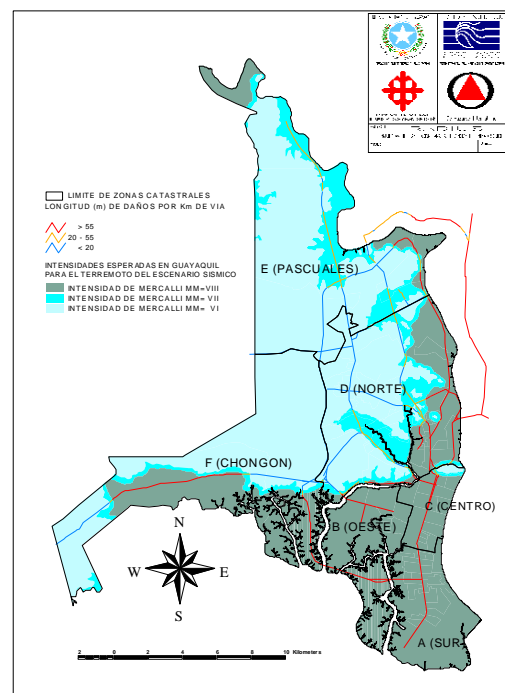 LIMITE DE ZONAS CATASTRALES
LONGITUD (m) DE DAÑOS POR Km DE VIA
> 55
20 - 55
< 20
INTENSIDADES ESPERADAS EN GUAYAQUIL
PARA EL TERREMOTO DEL ESCENARIO SISMICO
INTENSIDAD DE MERCALLI MM= VIII
INTENSIDAD DE MERCALLI MM= VII
INTENSIDAD DE MERCALLI MM= VI
E (PASCUALES)
D (NORTE)
F (CHONGON)
C (CENTRO)
B (OESTE)
A (SUR
N
W E
S
2 0 2 4 6 8 10 Kilometers